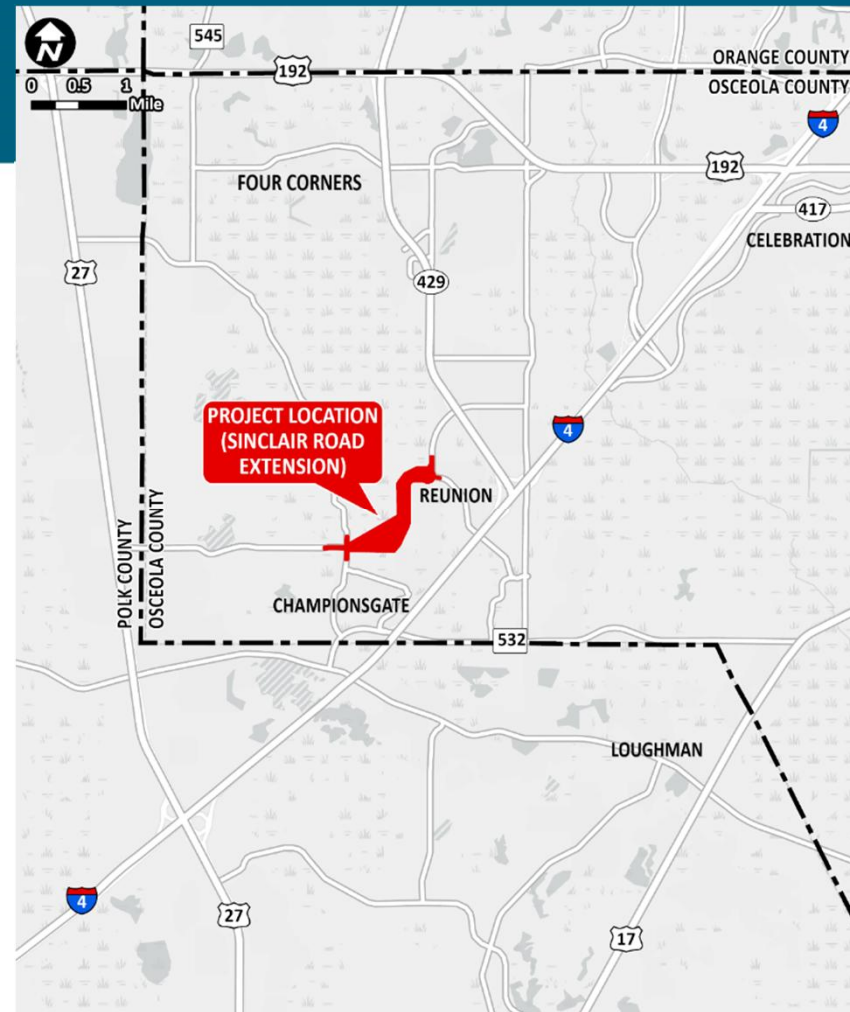 N
0 0.5 1
Mile
545
192
ORANGE COUNTY
OSCEOLA COUNTY
4
192
FOUR CORNERS
417
CELEBRATION
27
429
PROJECT LOCATION
(SINCLAIR ROAD
EXTENSION)
4
REUNION
POLK COUNTY
OSCEOLA COUNTY
CHAMPIONSGATE
532
LOUGHMAN
4
27
17